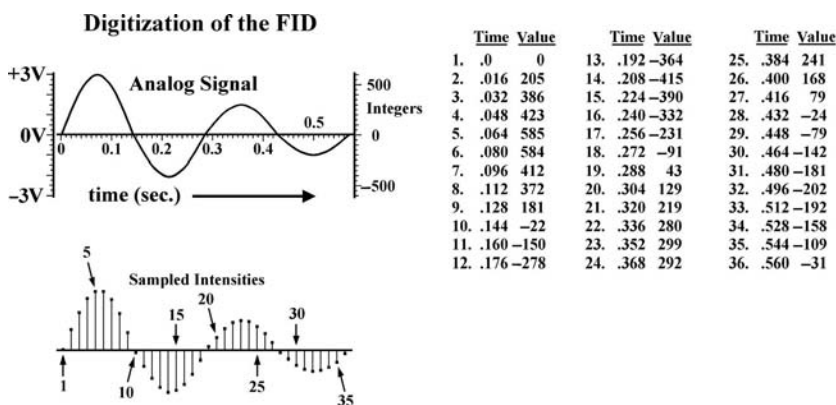 Digitization of the FID
+3V
Analog Signal
500
Integers
0V
0
0
0.1
0.2
0.3
0.4
0.5
–3V
–500
time (sec.)
5
Sampled Intensities
20
15
30
1
10
25
35
Time Value
1. .0 0
2. .016 205
3. .032 386
4. .048 423
5. .064 585
6. .080 584
7. .096 412
8. .112 372
9. .128 181
10. .144 –22
11. .160 –150
12. .176 –278
Time Value
13. .192 –364
14. .208 –415
15. .224 –390
16. .240 –332
17. .256 –231
18. .272 –91
19. .288 43
20. .304 129
21. .320 219
22. .336 280
23. .352 299
24. .368 292
Time Value
25. .384 241
26. .400 168
27. .416 79
28. .432 –24
29. .448 –79
30. .464 –142
31. .480 –181
32. .496 –202
33. .512 –192
34. .528 –158
35. .544 –109
36. .560 –31